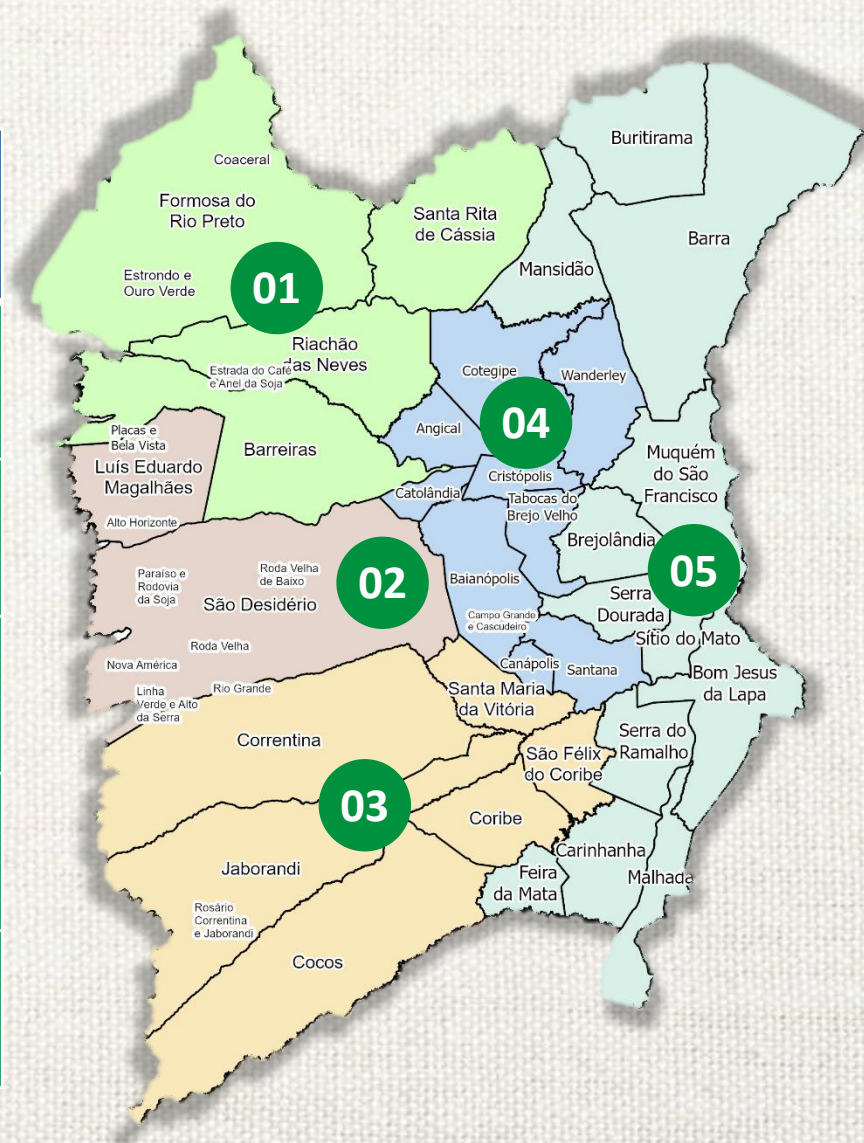 Buritirama
Coaceral
Formosa do
Rio Preto
Santa Rita
de Cássia
Barra
Mansidão
Estrondo e
Ouro Verde
01
Riachão
das Neves
Estrada do Café
e Anel da Soja
Cotegipe
Wanderley
Angical
04
Placas e
Bela Vista
Barreiras
Luís Eduardo
Magalhães
Muquém
do São
Francisco
Cristópolis
Catolândia
Tabocas do
Brejo Velho
Alto Horizonte
Brejolândia
Paraíso e
Rodovia
da Soja
Roda Velha
de Baixo
02
05
Baianópolis
São Desidério
Serra
Dourada
Campo Grande
e Cascudeiro
Sítio do Mato
Roda Velha
Nova América
Canápolis
Santana
Bom Jesus
da Lapa
Linha
Verde e Alto
da Serra
Rio Grande
Santa Maria
da Vitória
Correntina
Serra do
Ramalho
São Félix
do Coribe
03
Coribe
Jaborandi
Carinhanha
Feira
da Mata
Malhada
Rosário
Correntina
e Jaborandi
Cocos